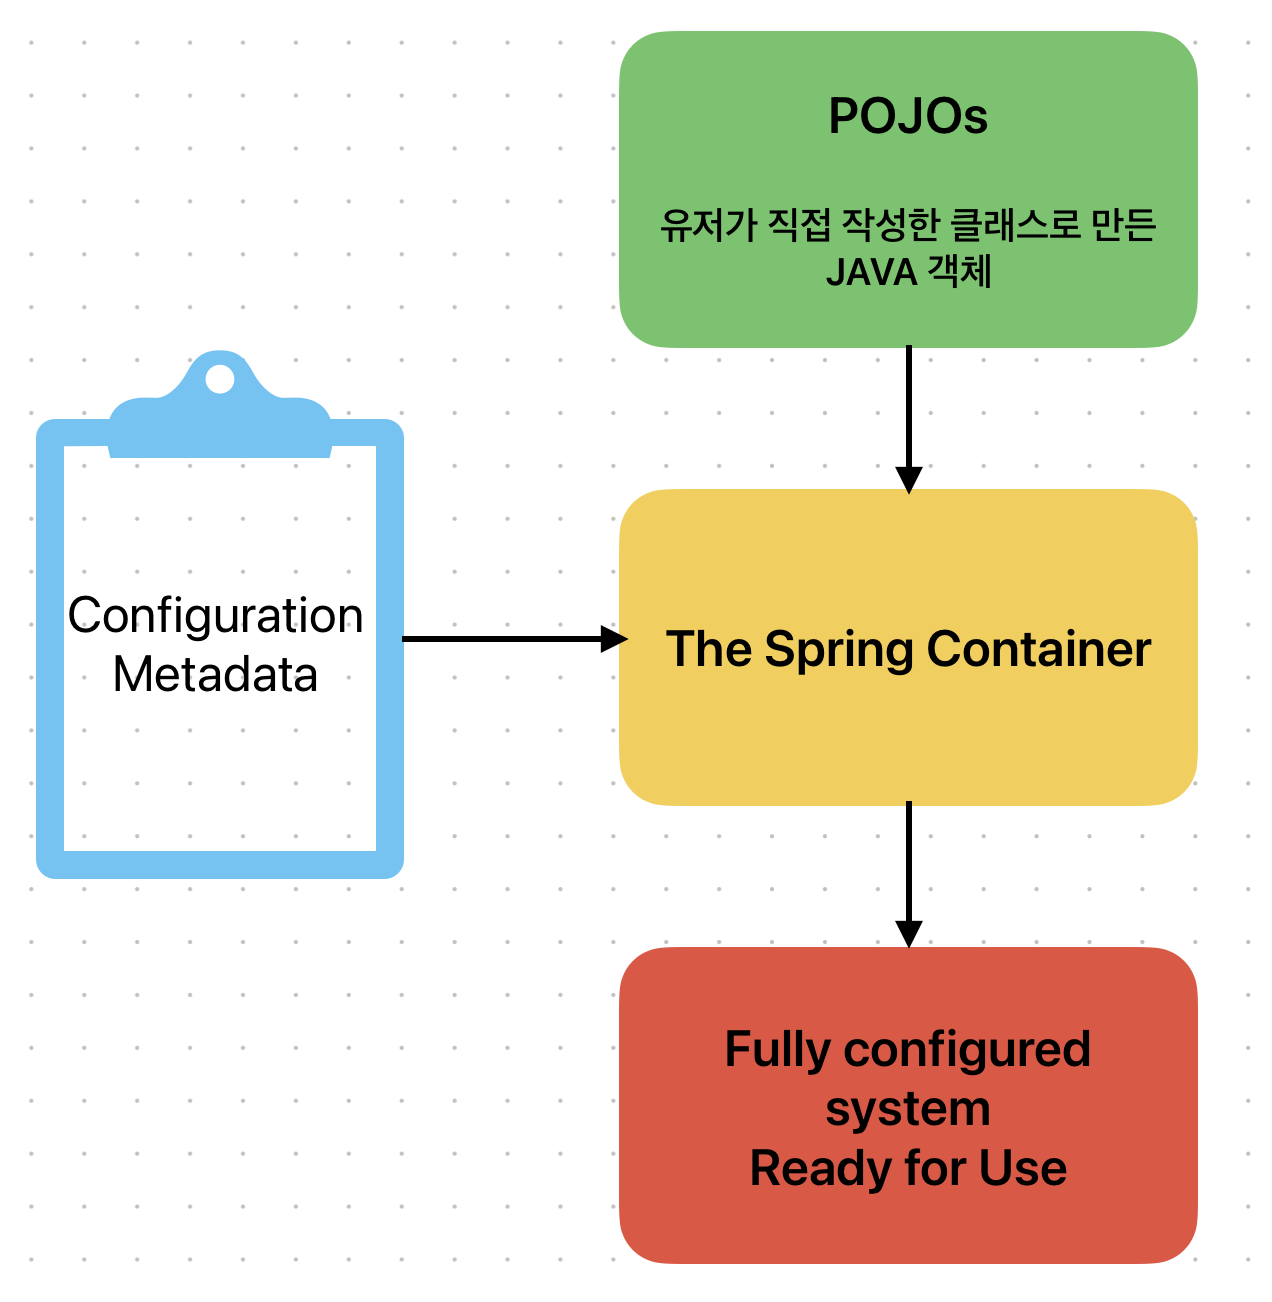 POJOs
유저가 직접 작성한 클래스로 만든
JAVA 객체
Configuration
Metadata
The Spring Container
Fully configured
system
Ready for Use